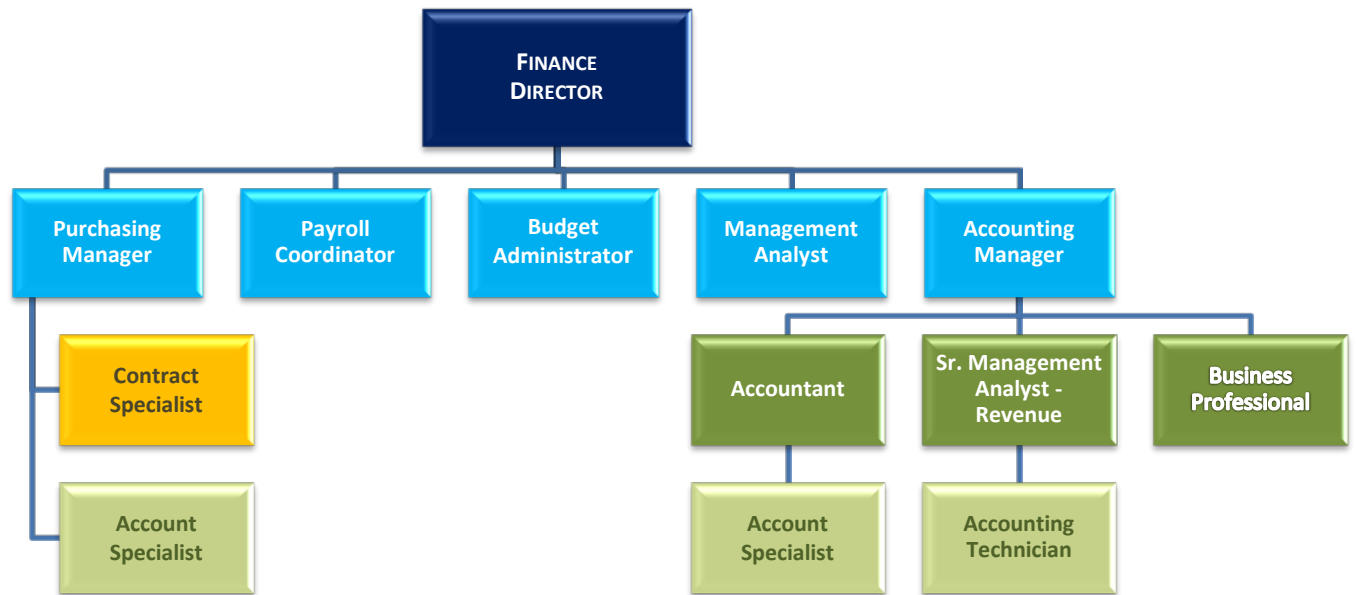 FINANCE
DIRECTOR
Purchasing
Manager
Payroll
Coordinator
Budget
Administrator
Management
Analyst
Accounting
Manager
Contract
Specialist
Accountant
Sr. Management
Analyst -
Revenue
Business
Professional
Account
Specialist
Account
Specialist
Accounting
Technician